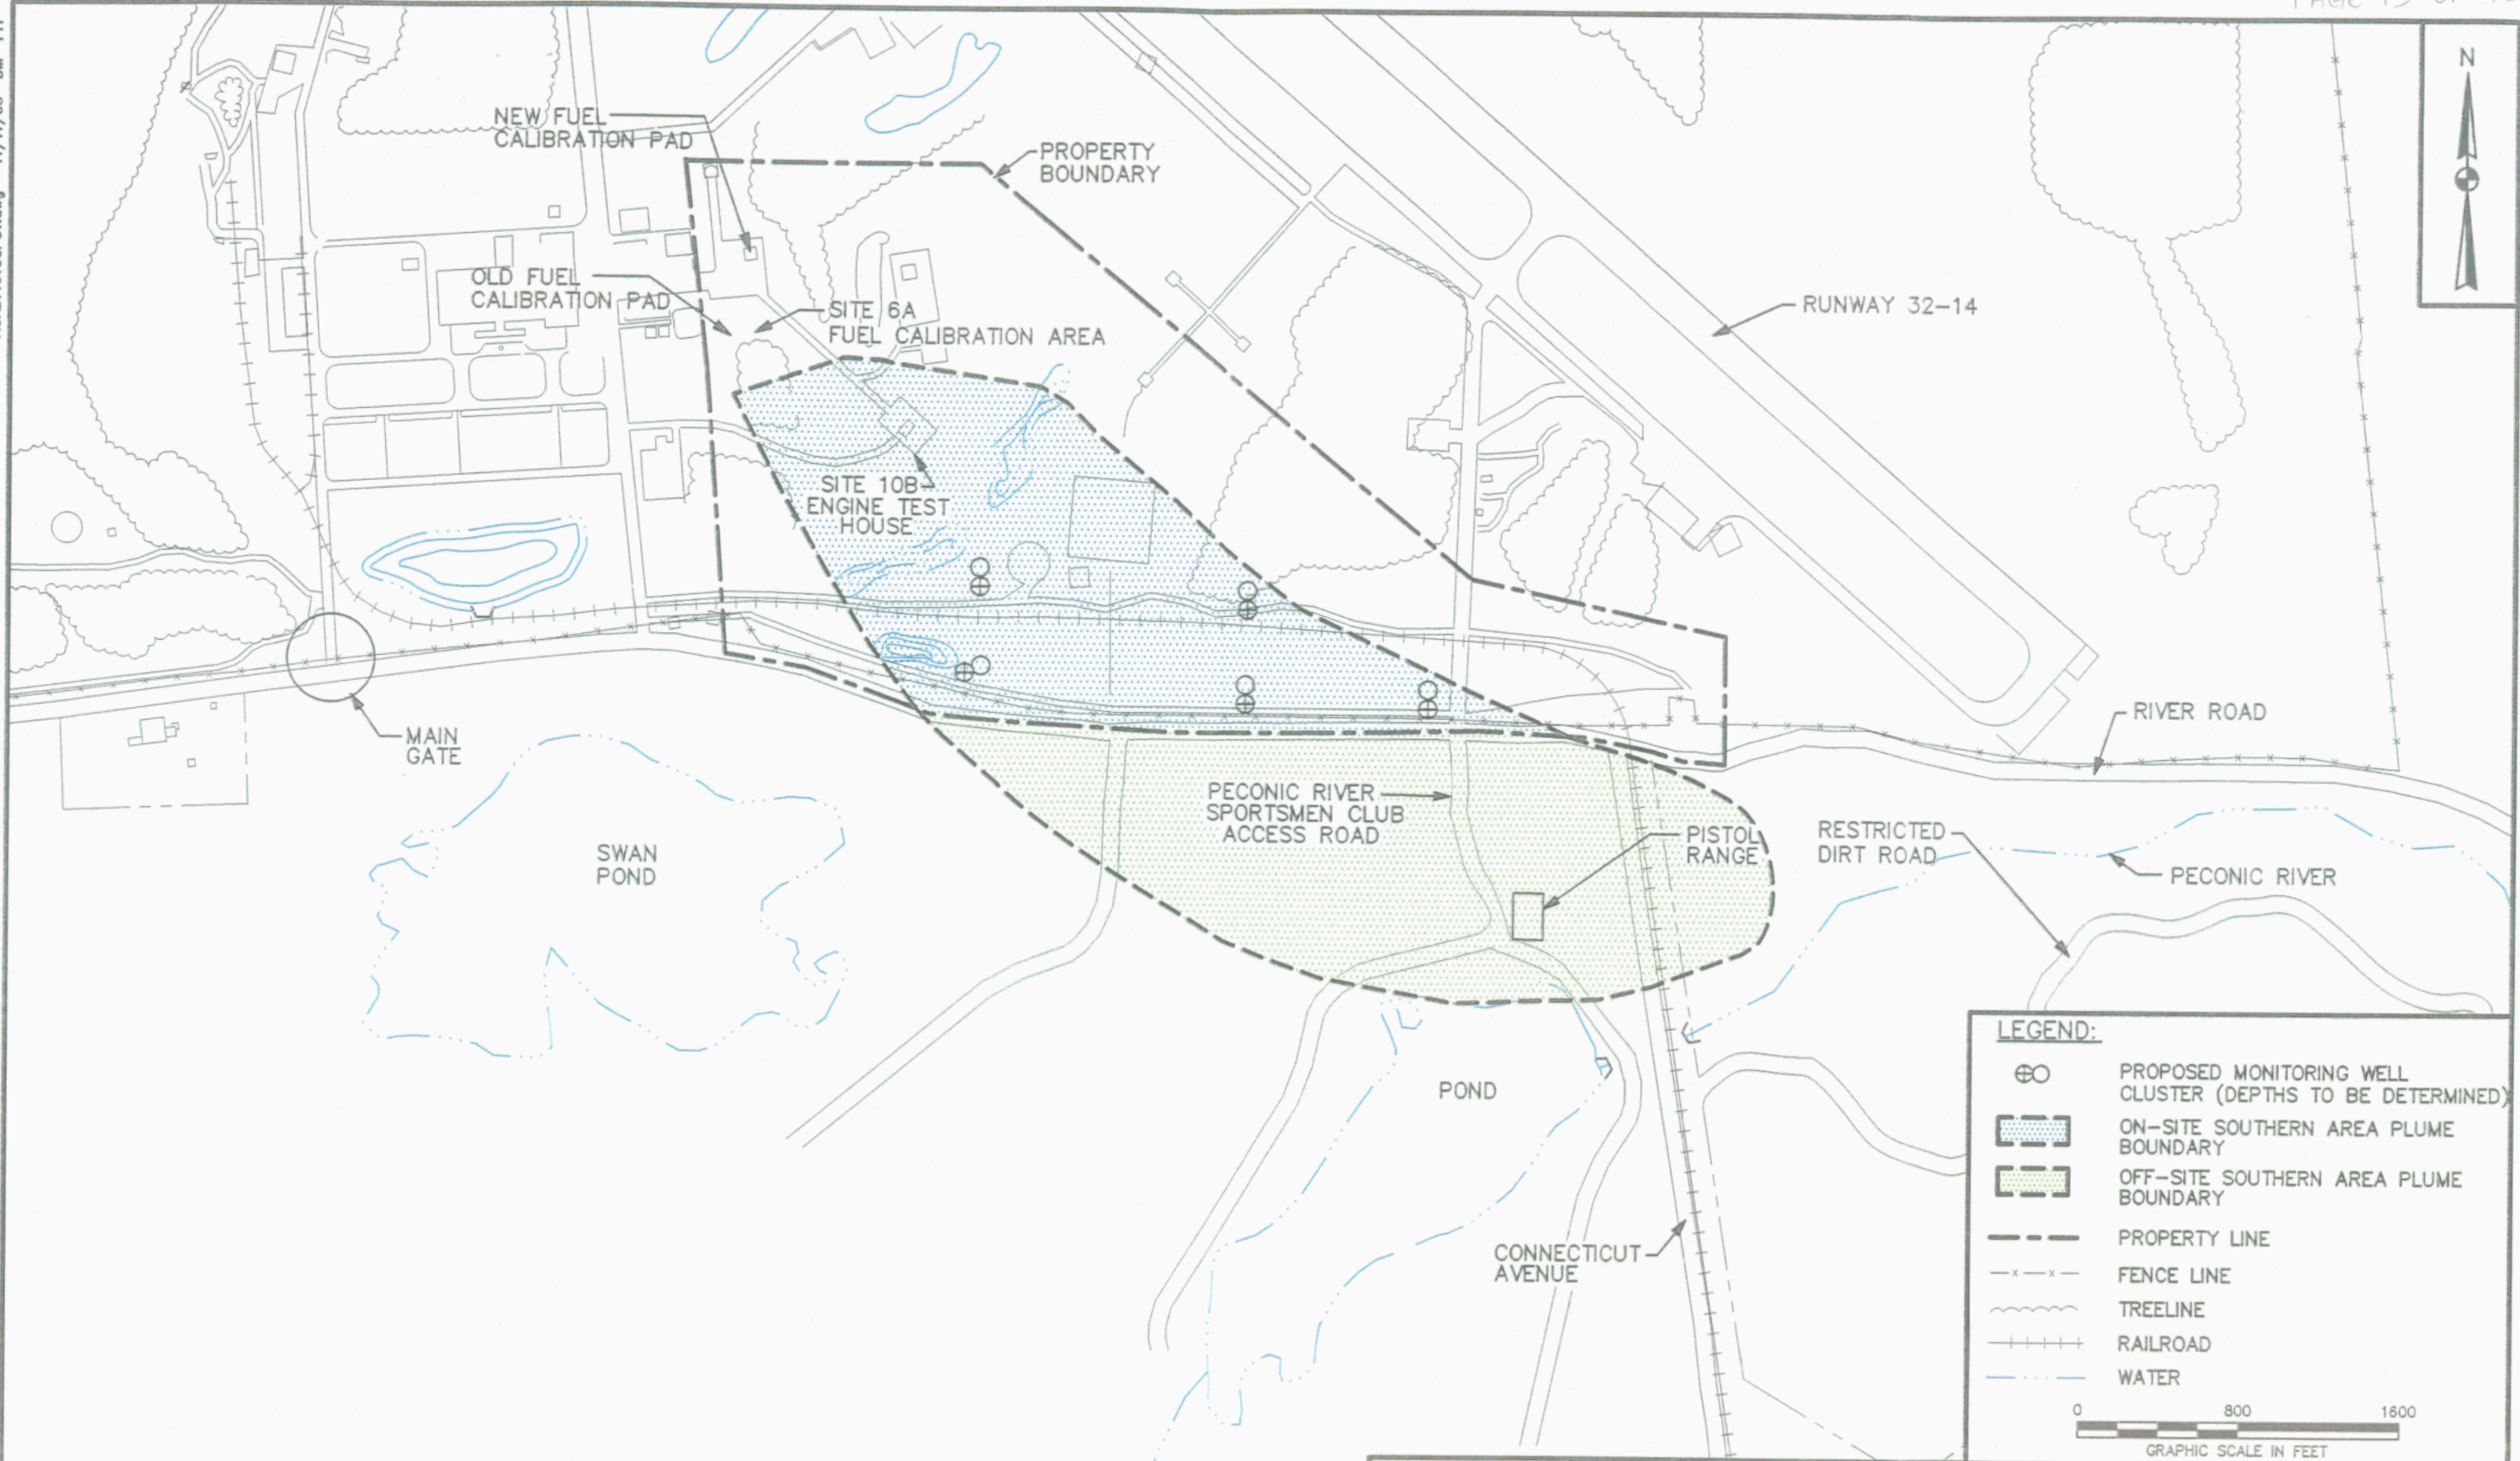 NEW FUEL
CALIBRATION PAD
PROPERTY
BOUNDARY
N
OLD FUEL
CALIBRATION PAD
SITE 6A
FUEL CALIBRATION AREA
RUNWAY 32-14
SITE 10B
ENGINE TEST
HOUSE
MAIN
GATE
RIVER ROAD
SWAN
POND
PECONIC RIVER
SPORTSMEN CLUB
ACCESS ROAD
PISTOL
RANGE
RESTRICTED
DIRT ROAD
PECONIC RIVER
POND
CONNECTICUT
AVENUE
LEGEND:
PROPOSED MONITORING WELL
CLUSTER (DEPTHS TO BE DETERMINED)
ON-SITE SOUTHERN AREA PLUME
BOUNDARY
OFF-SITE SOUTHERN AREA PLUME
BOUNDARY
PROPERTY LINE
FENCE LINE
TREELINE
RAILROAD
WATER
0 800 1600
GRAPHIC SCALE IN FEET